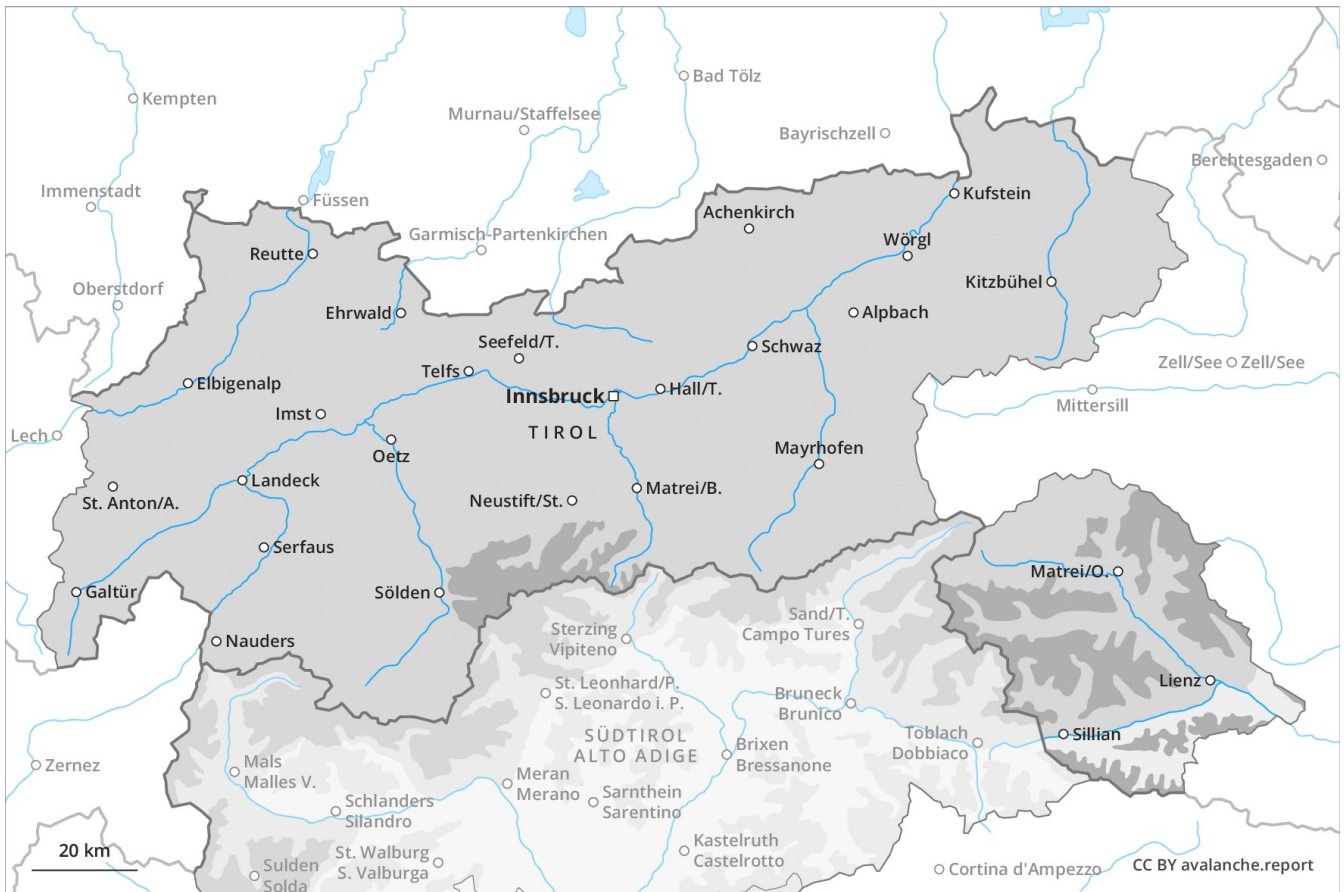 Bad Tölz
Kempten
Murnau/Staffelsee
Bayrischzell
Berchtesgaden
Immenstadt
Füssen
Kufstein
Achenkirch
Garmisch-Partenkirchen
Wörgl
Reutte
Kitzbühel
Oberstdorf
Ehrwald
Alpbach
Seefeld/T.
Schwaz
Zell/See
Zell/See
Telfs
Elbigenalp
Innsbruck
Hall/T.
Mittersill
Imst
TIROL
Lech
Oetz
Mayrhofen
Landeck
Matrei/B.
St. Anton/A.
Neustift/St.
Serfaus
Matrei/O.
Galtür
Sölden
Sand/T.
Campo Tures
Sterzing
Vipiteno
Nauders
Lienz
St. Leonhard/P.
S. Leonardo i. P.
Bruneck
Brunico
Toblach
Dobbiaco
Sillian
SÜDTIROL
ALTO ADIGE
Brixen
Bressanone
Zernez
Mals
Malles V.
Meran
Merano
Schlanders
Silandro
Sarnthein
Sarentino
Kastelruth
Castelrotto
20 km
St. Walburg
S. Valburga
Sulden
Solda
Cortina d'Ampezzo
CC BY avalanche.report